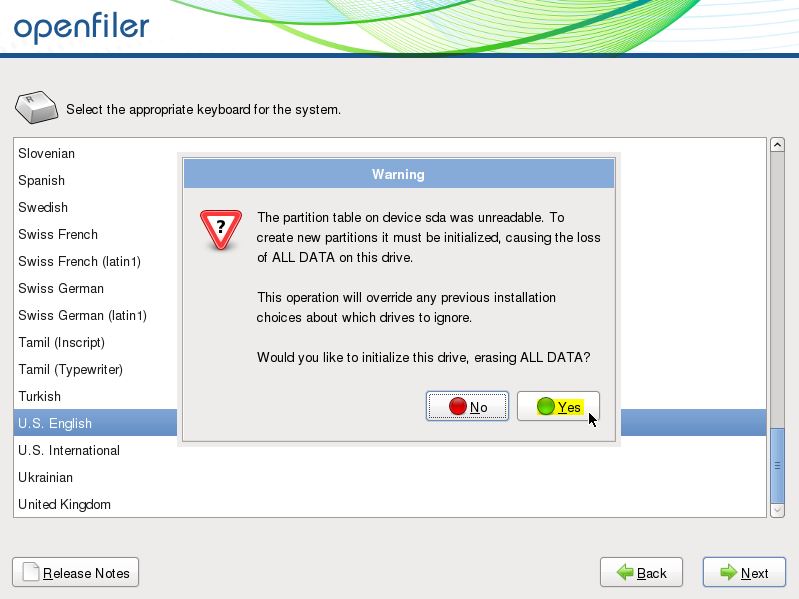 openfiler
R
Select the appropriate keyboard for the system.
Slovenian
Spanish
Swedish
Swiss French
Swiss French (latin1)
Swiss German
Swiss German (latin1)
Tamil (Inscript)
Tamil (Typewriter)
Turkish
U.S. English
U.S. International
Ukrainian
United Kingdom
Warning
?
The partition table on device sda was unreadable. To
create new partitions it must be initialized, causing the loss
of ALL DATA on this drive.
This operation will override any previous installation
choices about which drives to ignore.
Would you like to initialize this drive, erasing ALL DATA?
No
Yes
Release Notes
Back
Next